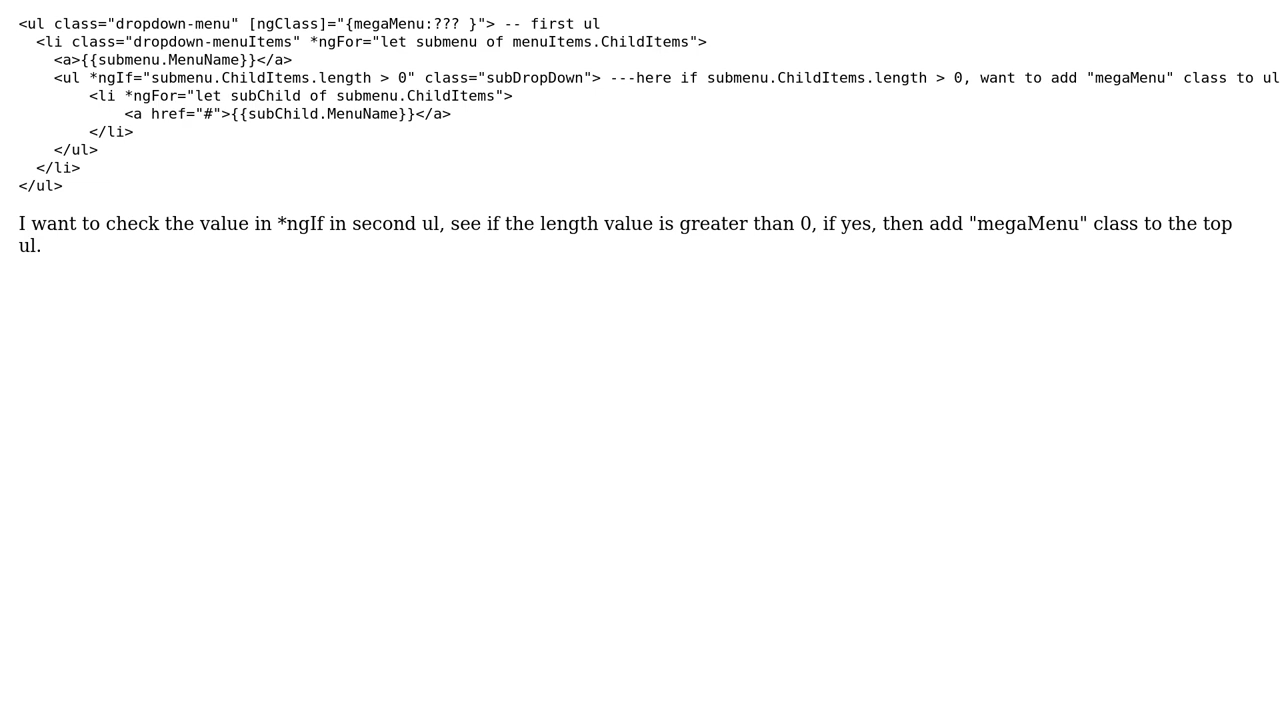 <ul class="dropdown-menu" [ngClass]="{megaMenu:??? }"> -- first ul
  <li class="dropdown-menuItems" *ngFor="let submenu of menuItems.ChildItems">
    <a>{{submenu.MenuName}}</a>
    <ul *ngIf="submenu.ChildItems.length > 0" class="subDropDown"> ---here if submenu.ChildItems.length > 0, want to add "megaMenu" class to ul
        <li *ngFor="let subChild of submenu.ChildItems">
            <a href="#">{{subChild.MenuName}}</a>
        </li>
    </ul>
  </li>
</ul>
I want to check the value in *ngIf in second ul, see if the length value is greater than 0, if yes, then add "megaMenu" class to the top
ul.